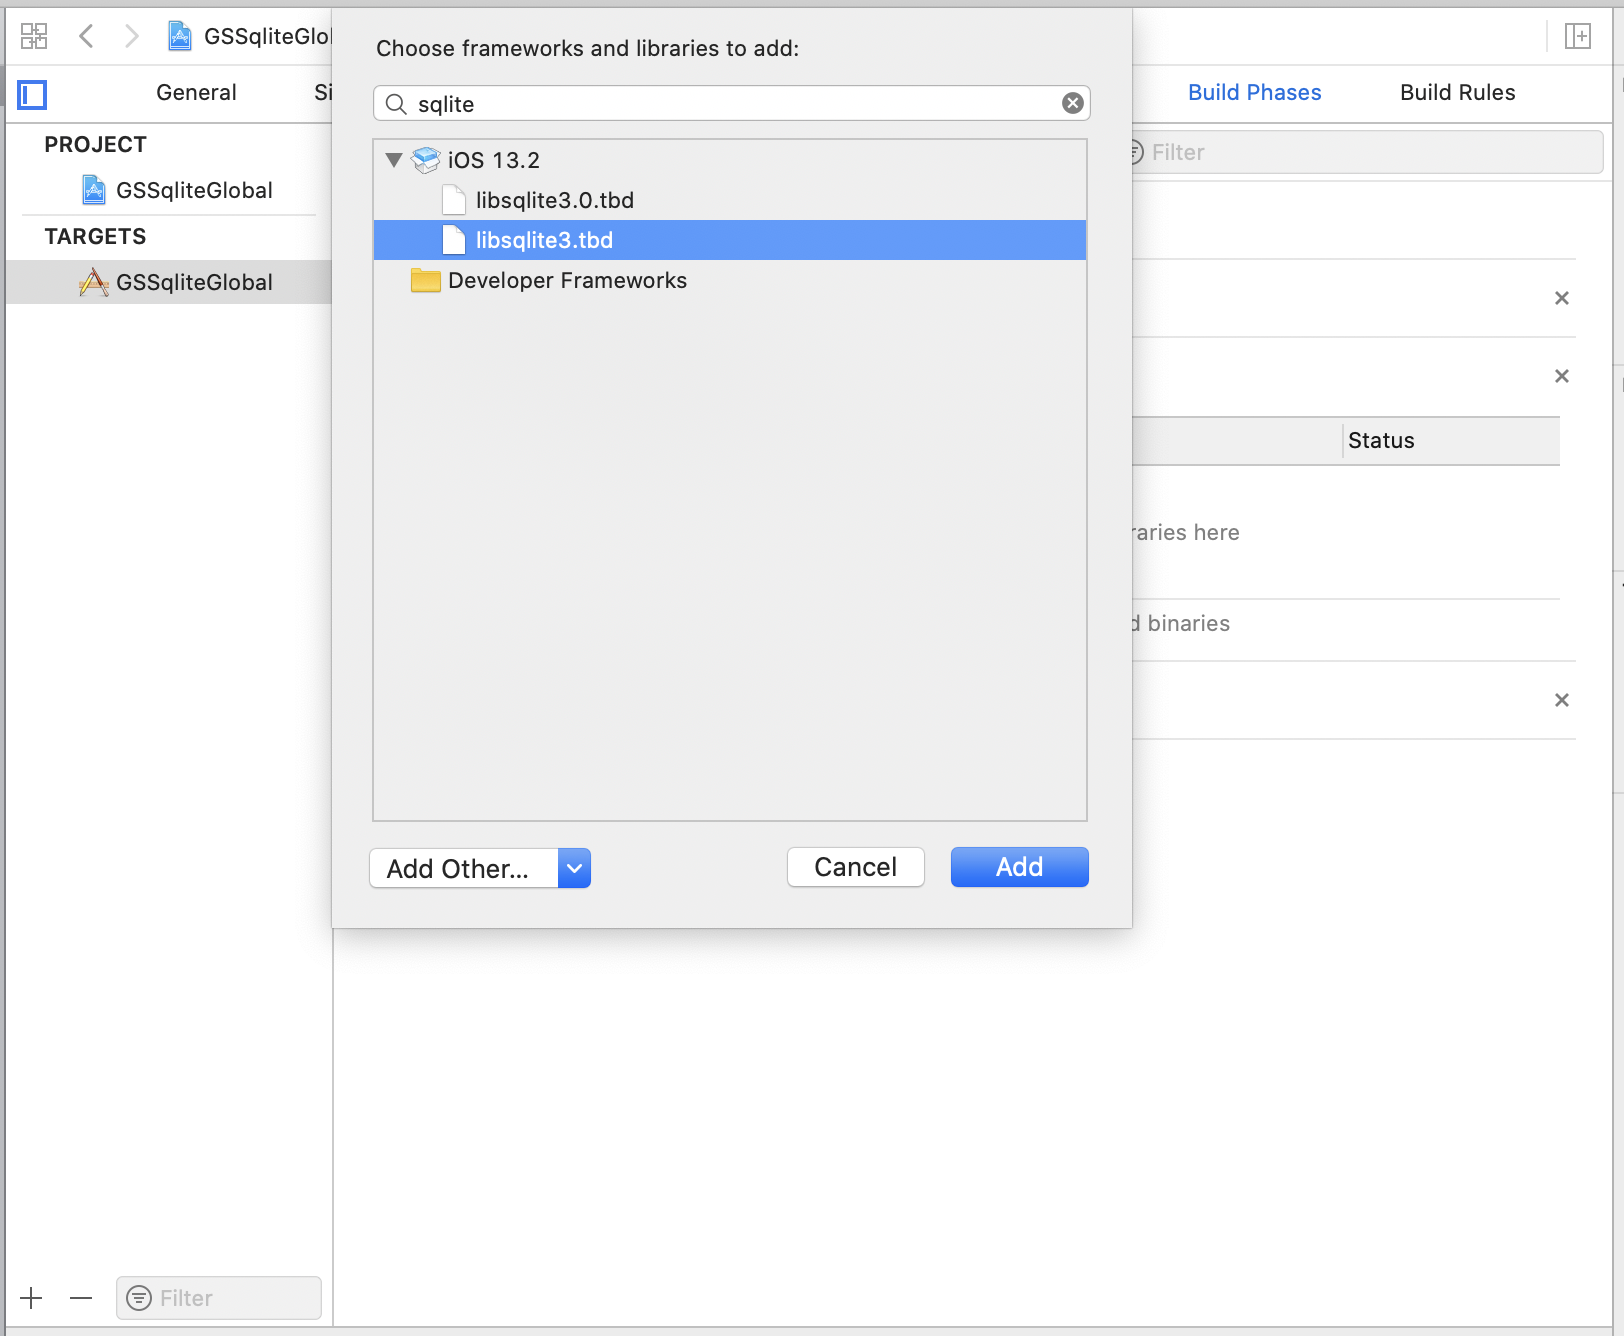 GSSqliteGlo
General
Si
Build Phases
Build Rules
Choose frameworks and libraries to add:
sqlite
iOS 13.2
libsqlite3.0.tbd
libsqlite3.tbd
Developer Frameworks
Add Other...
Cancel
Add
PROJECT
GSSqliteGlobal
TARGETS
GSSqliteGlobal
Filter
Status
raries here
d binaries
Filter